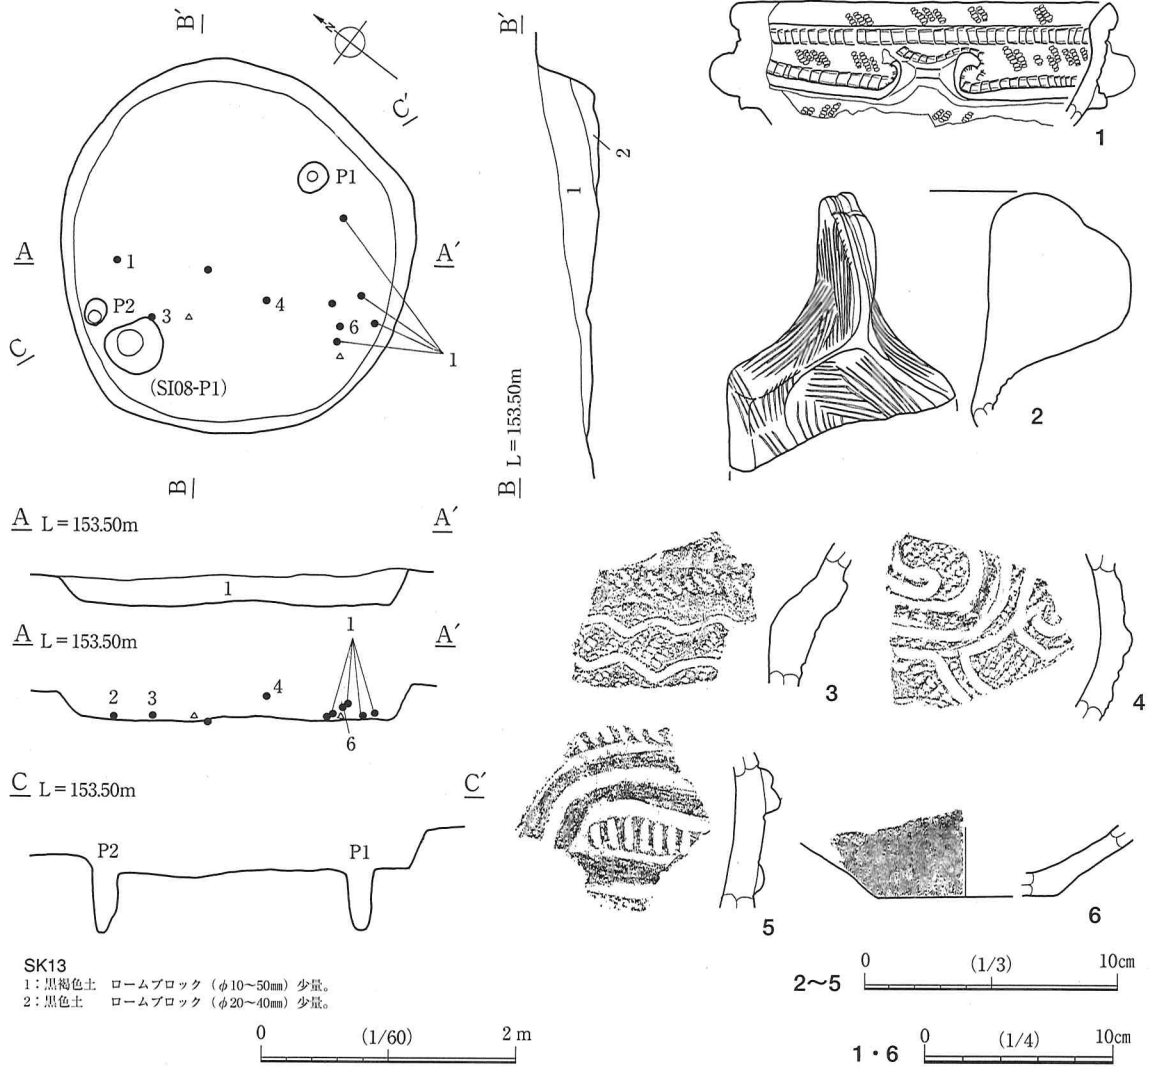 B′
N
C′
P1
A
A′
1
4
P2
3
6
C
1
(SI08-P1)
B
B′
1
2
B L=153.50m
A L=153.50m
A′
1
A L=153.50m
A′
1
2
3
4
6
C L=153.50m
C′
P2
P1
SK13
1:黒褐色土 ロームブロック(φ10~50㎜)少量。
2:黒色土 ロームブロック(φ20~40㎜)少量。
0
(1/60)
2 m
1
2
3
4
5
6
2~5
0
(1/3)
10cm
1・6
0
(1/4)
10cm